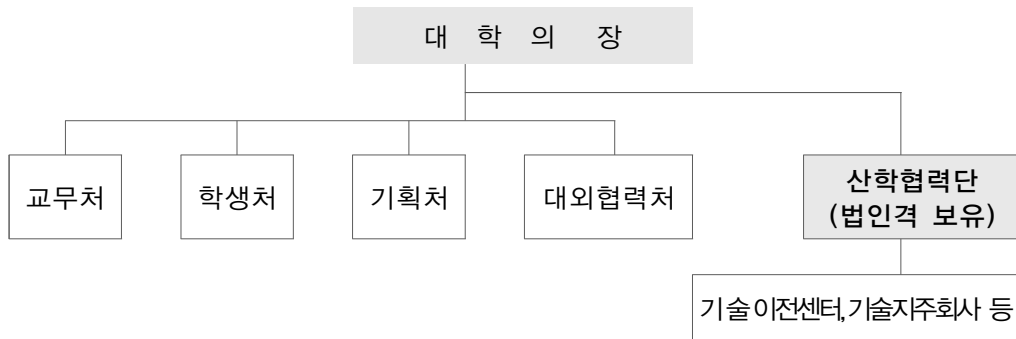 대 학 의 장
교무처
학생처
기획처
대외협력처
산학협력단
(법인격 보유)
기술이전센터, 기술지주회사 등